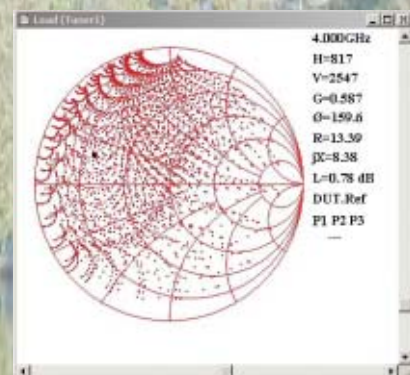 Load (Tuner1)
4.000GHz
H=817
V=2547
G=0.587
Ø=159.6
R=13.39
jX=8.38
L=0.78 dB
DUT.Ref
P1 P2 P3